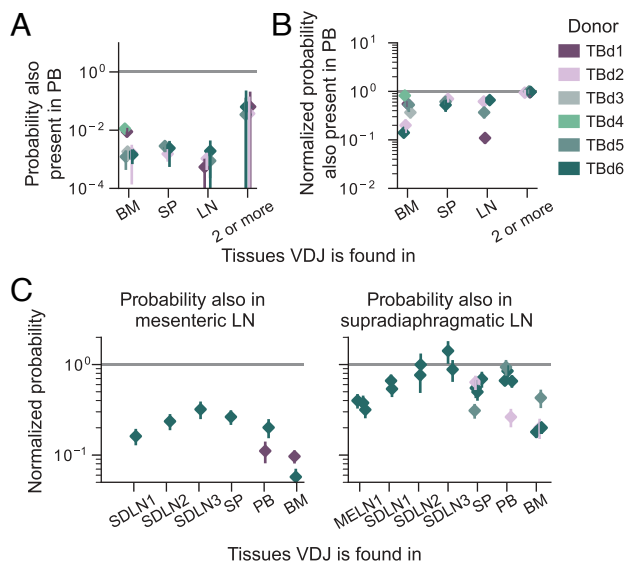 A
Probability also
present in PB
10^0
10^−2
10^−4
BM
SP
LN
2 or more
B
Normalized probability
also present in PB
10^1
10^0
10^−1
10^−2
BM
SP
LN
2 or more
Donor
TBd1
TBd2
TBd3
TBd4
TBd5
TBd6
Tissues VDJ is found in
C
Probability also in
mesenteric LN
Normalized probability
10^0
10^−1
SDLN1
SDLN2
SDLN3
SP
PB
BM
Probability also in
supradiaphragmatic LN
10^0
10^−1
MELN1
SDLN1
SDLN2
SDLN3
SP
PB
BM
Tissues VDJ is found in